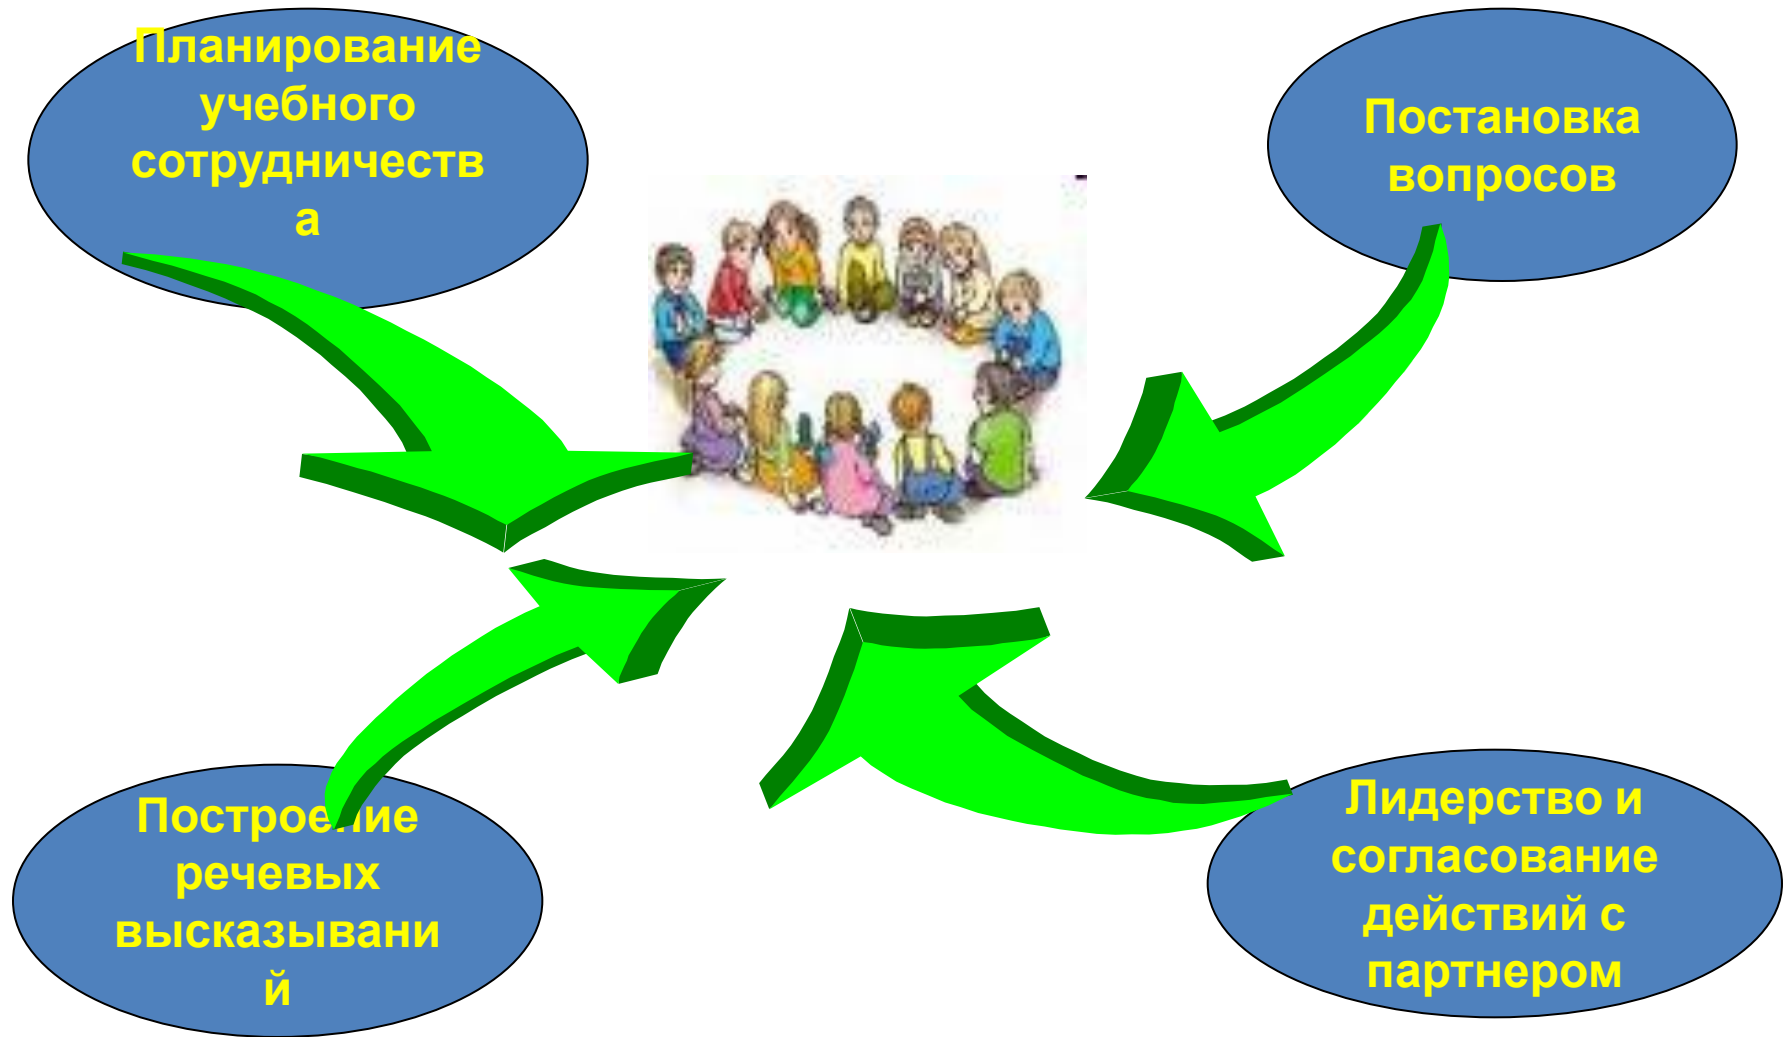 Планирование
учебного
сотрудничеств
а
Постановка
вопросов
Построение
речевых
высказывани
й
Лидерство и
согласование
действий с
партнером